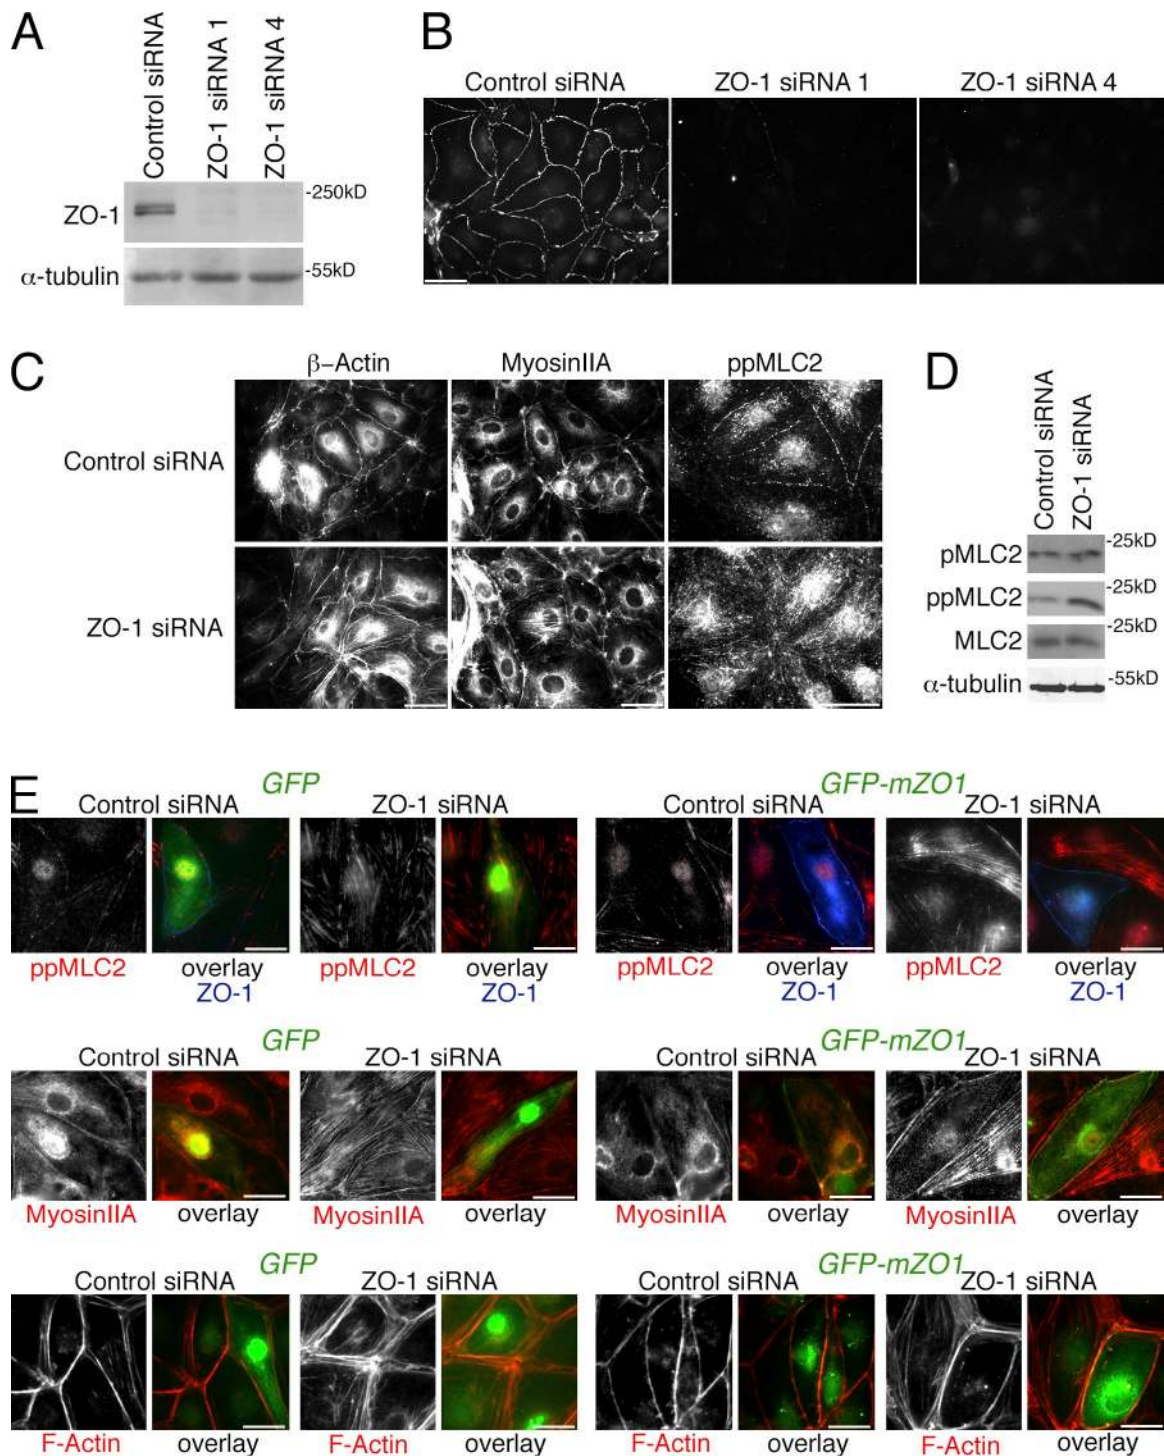 A
Control siRNA
ZO-1 siRNA 1
ZO-1 siRNA 4
ZO-1
-250kD
α-tubulin
-55kD
B
Control siRNA ZO-1 siRNA 1 ZO-1 siRNA 4
C
β-Actin MyosinIIA ppMLC2
Control siRNA
ZO-1 siRNA
D
Control siRNA
ZO-1 siRNA
pMLC2
-25kD
ppMLC2
-25kD
MLC2
-25kD
α-tubulin
-55kD
E
GFP GFP-mZO1
Control siRNA ZO-1 siRNA Control siRNA ZO-1 siRNA
ppMLC2 overlay ppMLC2 overlay ppMLC2 overlay ppMLC2 overlay
ZO-1 ZO-1 ZO-1 ZO-1
GFP GFP-mZO1
Control siRNA ZO-1 siRNA Control siRNA ZO-1 siRNA
MyosinIIA overlay MyosinIIA overlay MyosinIIA overlay MyosinIIA overlay
GFP GFP-mZO1
Control siRNA ZO-1 siRNA Control siRNA ZO-1 siRNA
F-Actin overlay F-Actin overlay F-Actin overlay F-Actin overlay